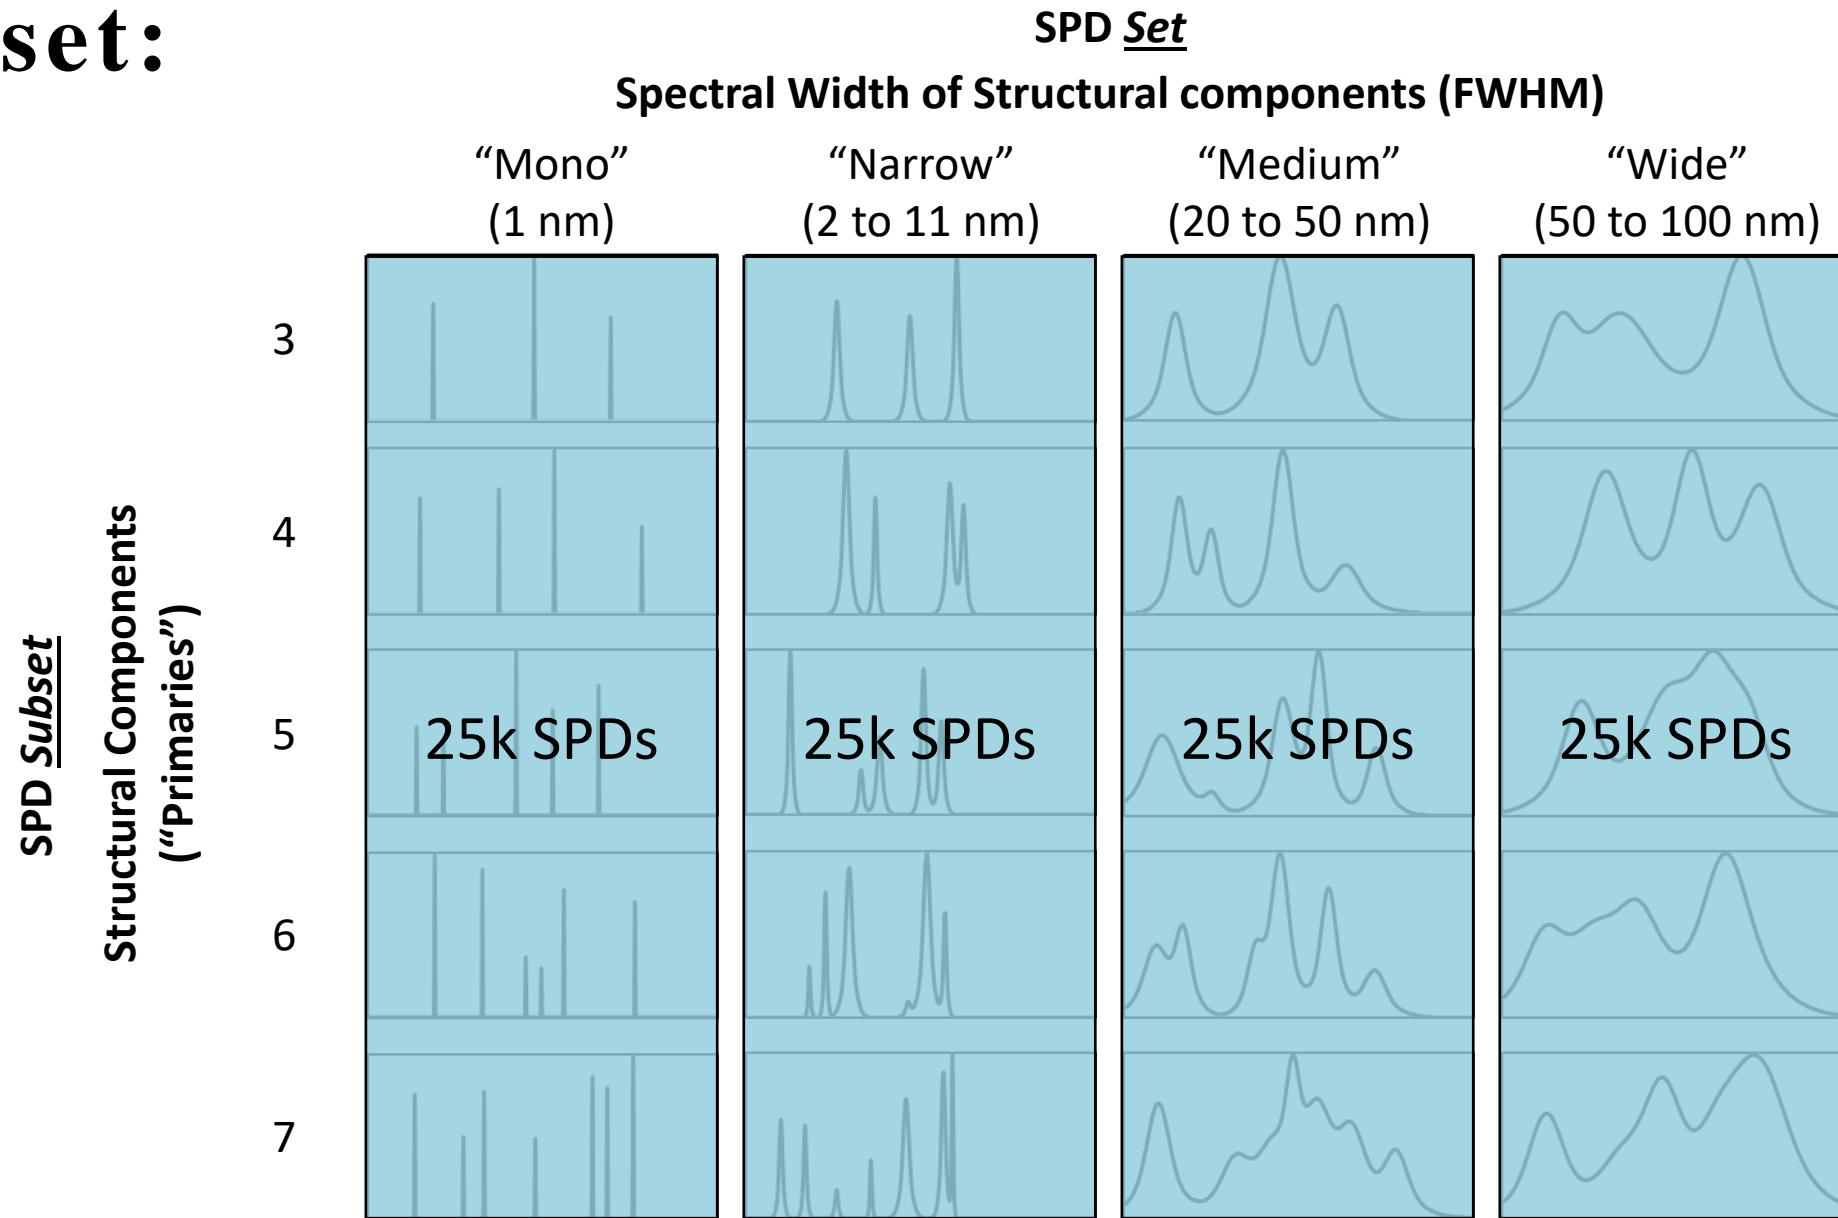 set:
SPD Set
Spectral Width of Structural components (FWHM)
“Mono”
(1 nm)
“Narrow”
(2 to 11 nm)
“Medium”
(20 to 50 nm)
“Wide”
(50 to 100 nm)
SPD Subset
Structural Components
(“Primaries”)
3
4
5
6
7
25k SPDs
25k SPDs
25k SPDs
25k SPDs